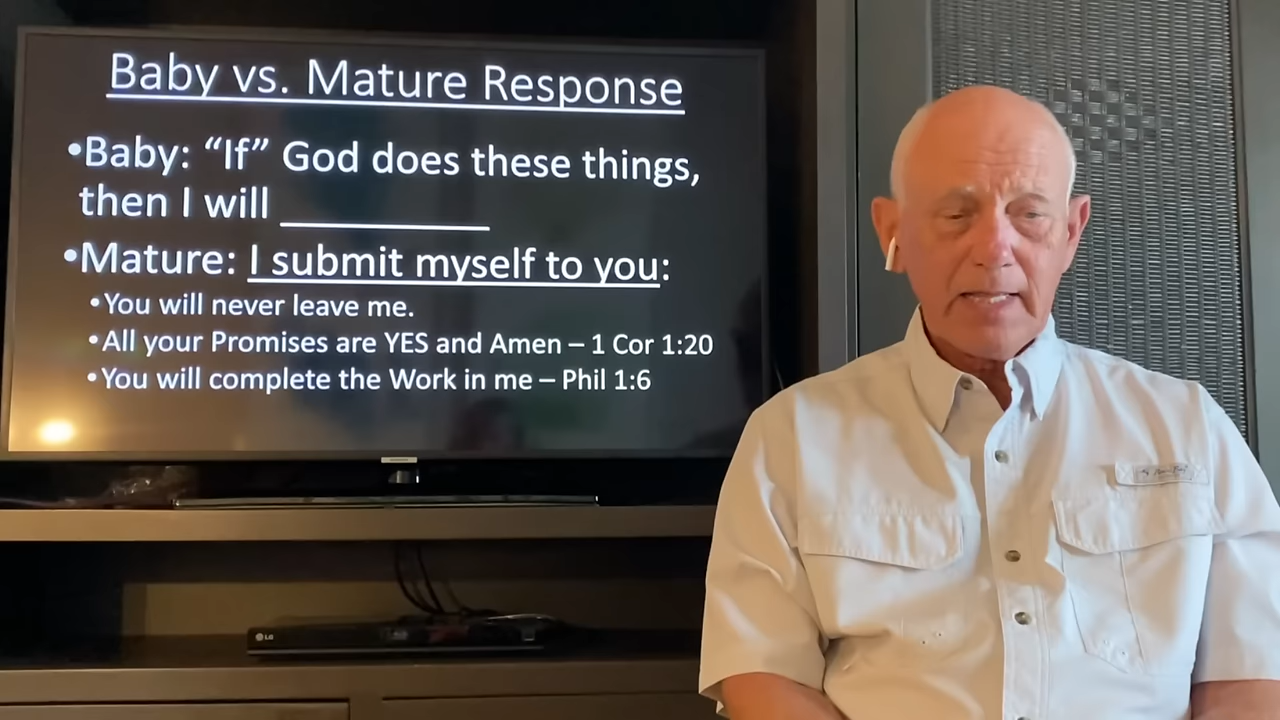 Baby vs. Mature Response
•Baby: “If” God does these things,
then I will __________
•Mature: I submit myself to you:
•You will never leave me.
•All your Promises are YES and Amen – 1 Cor 1:20
•You will complete the Work in me – Phil 1:6
LG